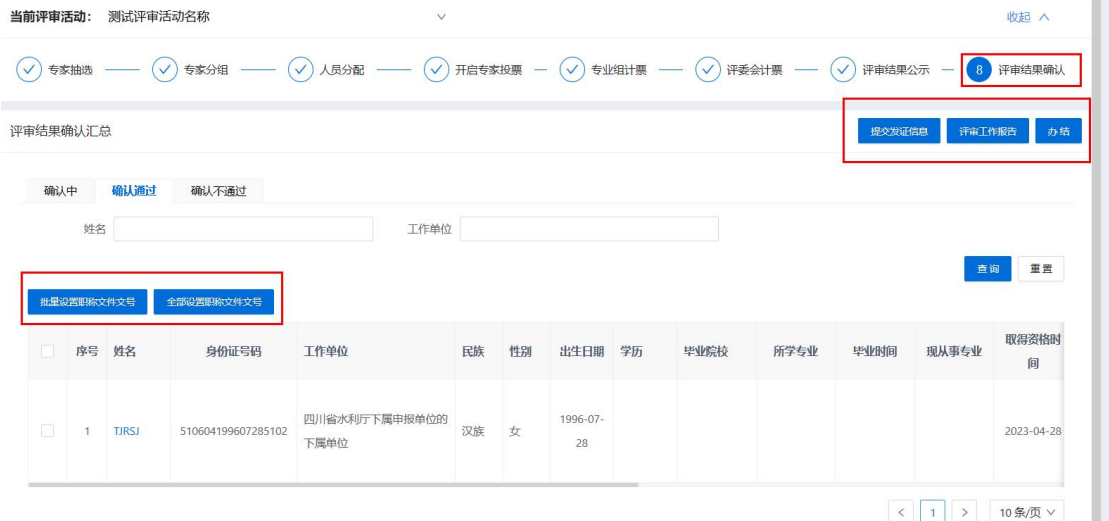 当前评审活动： 测试评审活动名称 收起
专家抽选 专家分组 人员分配 开启专家投票 专业组计票 评委会计票 评审结果公示 8 评审结果确认
评审结果确认汇总 提交发证信息 评审工作报告 办结
确认中 确认通过 确认不通过
姓名 工作单位
查询 重置
批量设置职称文件文号 全部设置职称文件文号
序号 姓名 身份证号码 工作单位 民族 性别 出生日期 学历 毕业院校 所学专业 毕业时间 现从事专业 取得资格时间
1 TJRSJ 510604199607285102 四川省水利厅下属申报单位的下属单位 汉族 女 1996-07-28 2023-04-28
< 1 > 10 条/页